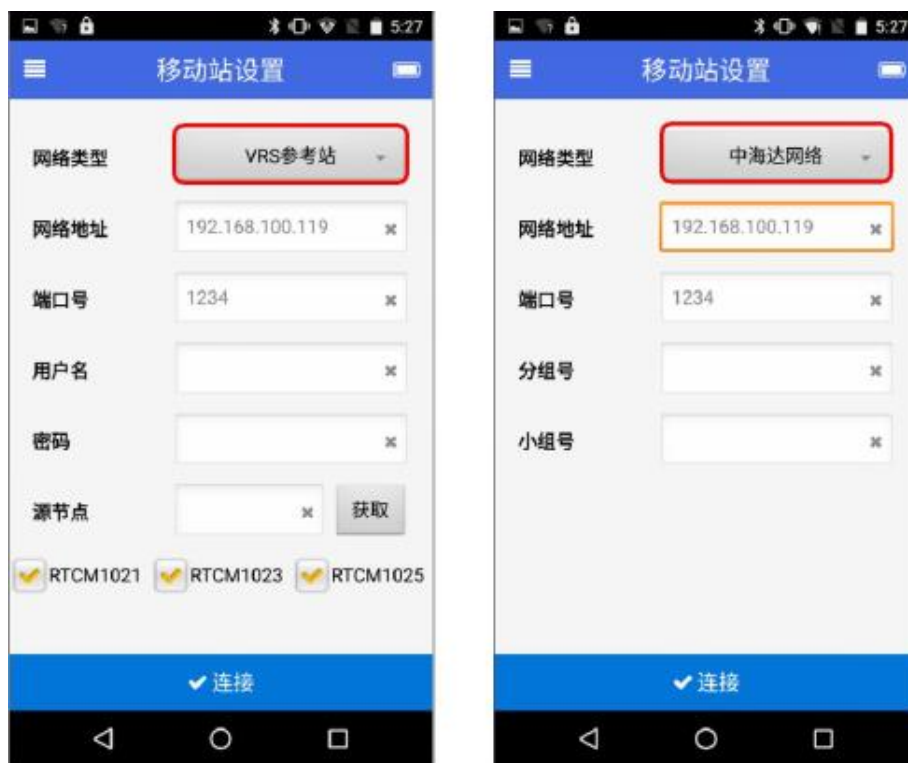 5:27
移动站设置
网络类型 VRS参考站
网络地址 192.168.100.119
端口号 1234
用户名
密码
源节点 获取
RTCM1021 RTCM1023 RTCM1025
连接
5:27
移动站设置
网络类型 中海达网络
网络地址 192.168.100.119
端口号 1234
分组号
小组号
连接